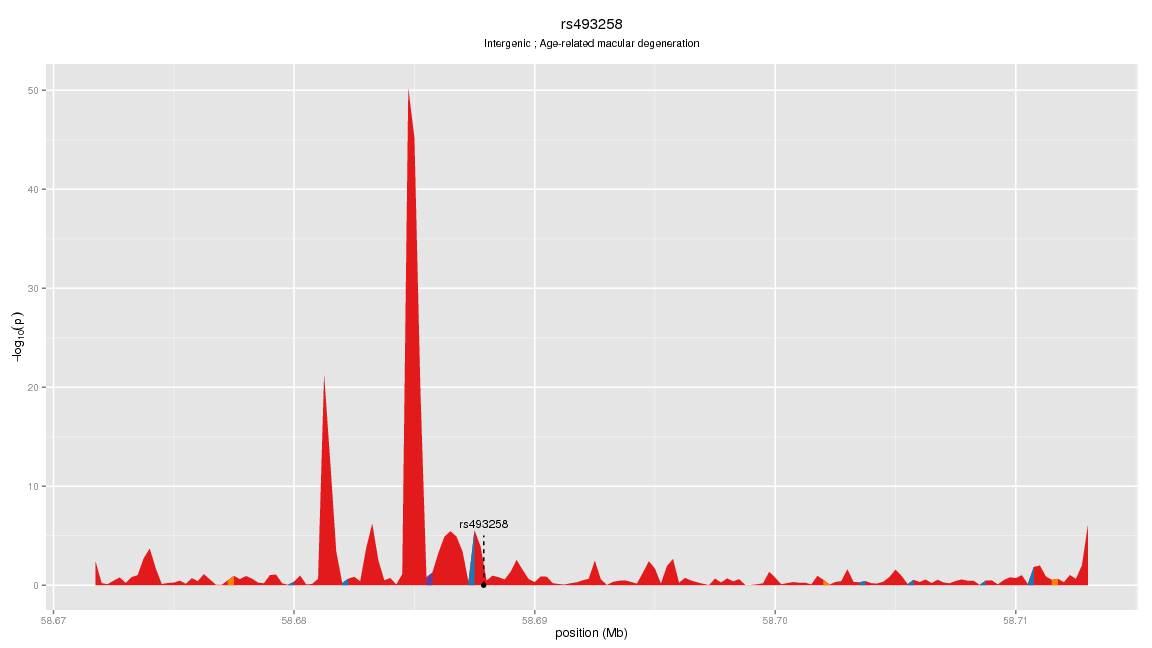 rs493258
Intergenic ; Age-related macular degeneration
50
40
30
20
10
0
-log10(p)
rs493258
58.67 58.68 58.69 58.70 58.71
position (Mb)